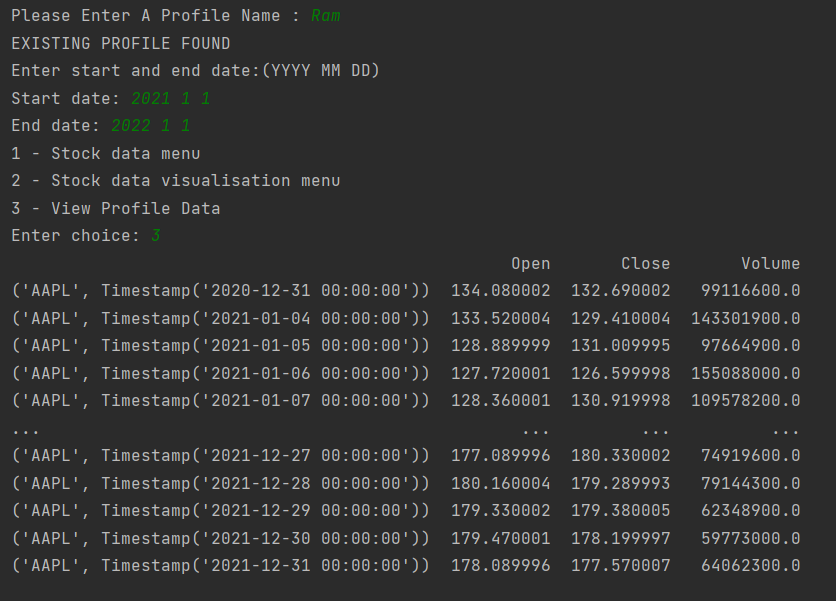 Please Enter A Profile Name : Ram
EXISTING PROFILE FOUND
Enter start and end date:(YYYY MM DD)
Start date: 2021 1 1
End date: 2022 1 1
1 - Stock data menu
2 - Stock data visualisation menu
3 - View Profile Data
Enter choice: 3
                                                  Open       Close       Volume
('AAPL', Timestamp('2020-12-31 00:00:00'))  134.080002  132.690002   99116600.0
('AAPL', Timestamp('2021-01-04 00:00:00'))  133.520004  129.410004  143301900.0
('AAPL', Timestamp('2021-01-05 00:00:00'))  128.889999  131.009995   97664900.0
('AAPL', Timestamp('2021-01-06 00:00:00'))  127.720001  126.599998  155088000.0
('AAPL', Timestamp('2021-01-07 00:00:00'))  128.360001  130.919998  109578200.0
...                                                ...         ...          ...
('AAPL', Timestamp('2021-12-27 00:00:00'))  177.089996  180.330002   74919600.0
('AAPL', Timestamp('2021-12-28 00:00:00'))  180.160004  179.289993   79144300.0
('AAPL', Timestamp('2021-12-29 00:00:00'))  179.330002  179.380005   62348900.0
('AAPL', Timestamp('2021-12-30 00:00:00'))  179.470001  178.199997   59773000.0
('AAPL', Timestamp('2021-12-31 00:00:00'))  178.089996  177.570007   64062300.0